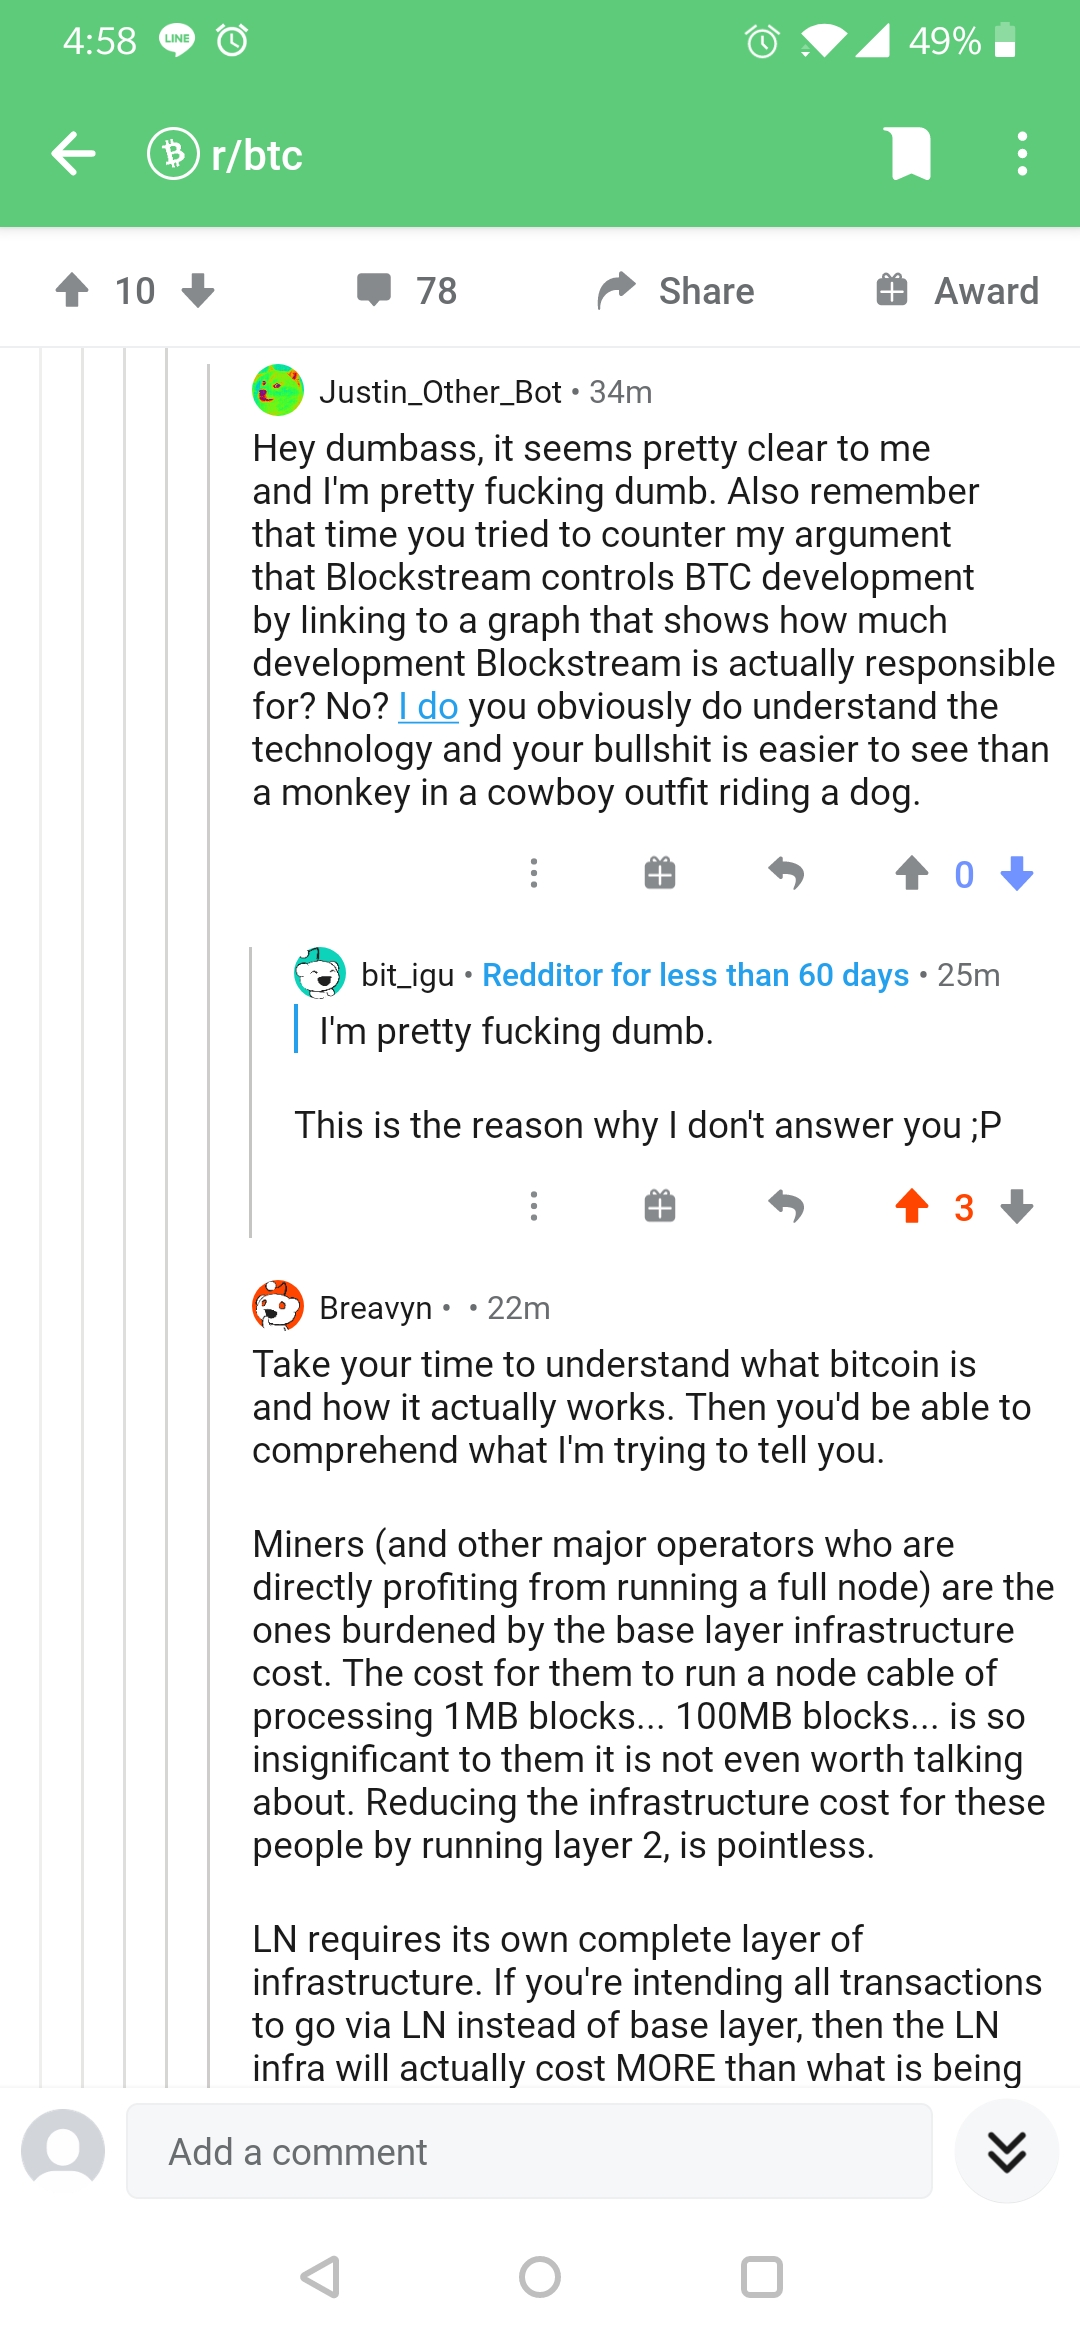 4:58 LINE 49%
r/btc
10 78 Share Award
Justin_Other_Bot • 34m
Hey dumbass, it seems pretty clear to me
and I'm pretty fucking dumb. Also remember
that time you tried to counter my argument
that Blockstream controls BTC development
by linking to a graph that shows how much
development Blockstream is actually responsible
for? No? I do you obviously do understand the
technology and your bullshit is easier to see than
a monkey in a cowboy outfit riding a dog.
0
bit_igu • Redditor for less than 60 days • 25m
I'm pretty fucking dumb.
This is the reason why I don't answer you ;P
3
Breavyn • • 22m
Take your time to understand what bitcoin is
and how it actually works. Then you'd be able to
comprehend what I'm trying to tell you.
Miners (and other major operators who are
directly profiting from running a full node) are the
ones burdened by the base layer infrastructure
cost. The cost for them to run a node cable of
processing 1MB blocks... 100MB blocks... is so
insignificant to them it is not even worth talking
about. Reducing the infrastructure cost for these
people by running layer 2, is pointless.
LN requires its own complete layer of
infrastructure. If you're intending all transactions
to go via LN instead of base layer, then the LN
infra will actually cost MORE than what is being
Add a comment